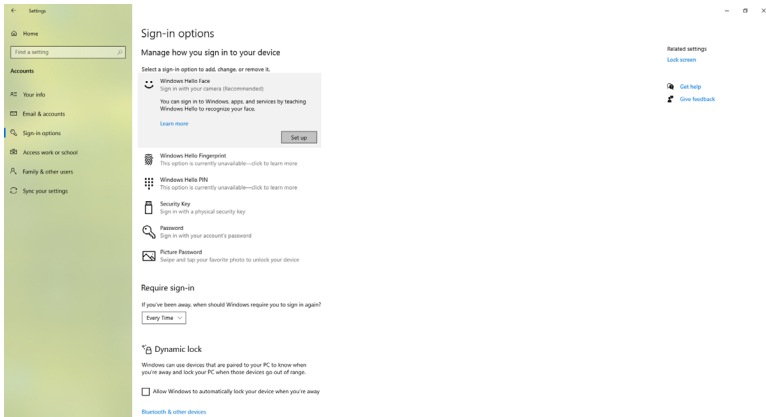 Settings
Home
Find a setting
Accounts
Your info
Email & accounts
Sign-in options
Access work or school
Family & other users
Sync your settings
Sign-in options
Manage how you sign in to your device
Select a sign-in option to add, change, or remove it.
Windows Hello Face
Sign in with your camera (Recommended)
You can sign in to Windows, apps, and services by teaching
Windows Hello to recognize your face.
Learn more
Set up
Windows Hello Fingerprint
This option is currently unavailable—click to learn more
Windows Hello PIN
This option is currently unavailable—click to learn more
Security Key
Sign in with a physical security key
Password
Sign in with your account's password
Picture Password
Swipe and tap your favorite photo to unlock your device
Require sign-in
If you've been away, when should Windows require you to sign in again?
Every Time
Dynamic lock
Windows can use devices that are paired to your PC to know when
you're away and lock your PC when those devices go out of range.
Allow Windows to automatically lock your device when you're away
Bluetooth & other devices
Related settings
Lock screen
Get help
Give feedback